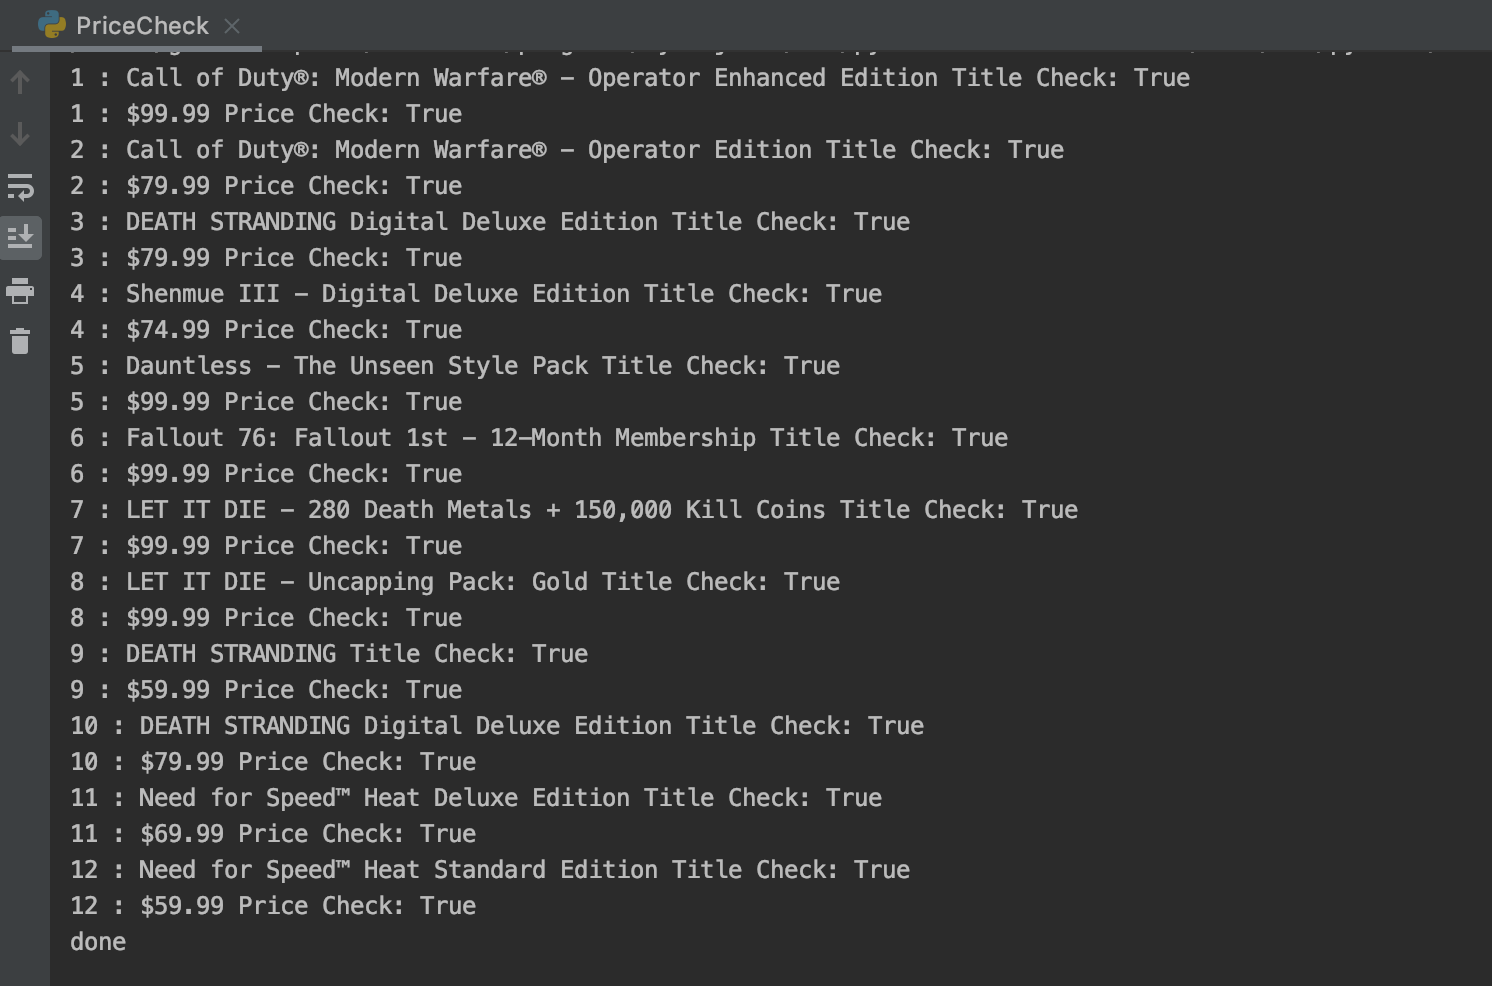 PriceCheck
1 : Call of Duty®: Modern Warfare® – Operator Enhanced Edition Title Check: True
1 : $99.99 Price Check: True
2 : Call of Duty®: Modern Warfare® – Operator Edition Title Check: True
2 : $79.99 Price Check: True
3 : DEATH STRANDING Digital Deluxe Edition Title Check: True
3 : $79.99 Price Check: True
4 : Shenmue III – Digital Deluxe Edition Title Check: True
4 : $74.99 Price Check: True
5 : Dauntless – The Unseen Style Pack Title Check: True
5 : $99.99 Price Check: True
6 : Fallout 76: Fallout 1st – 12–Month Membership Title Check: True
6 : $99.99 Price Check: True
7 : LET IT DIE – 280 Death Metals + 150,000 Kill Coins Title Check: True
7 : $99.99 Price Check: True
8 : LET IT DIE – Uncapping Pack: Gold Title Check: True
8 : $99.99 Price Check: True
9 : DEATH STRANDING Title Check: True
9 : $59.99 Price Check: True
10 : DEATH STRANDING Digital Deluxe Edition Title Check: True
10 : $79.99 Price Check: True
11 : Need for Speed™ Heat Deluxe Edition Title Check: True
11 : $69.99 Price Check: True
12 : Need for Speed™ Heat Standard Edition Title Check: True
12 : $59.99 Price Check: True
done